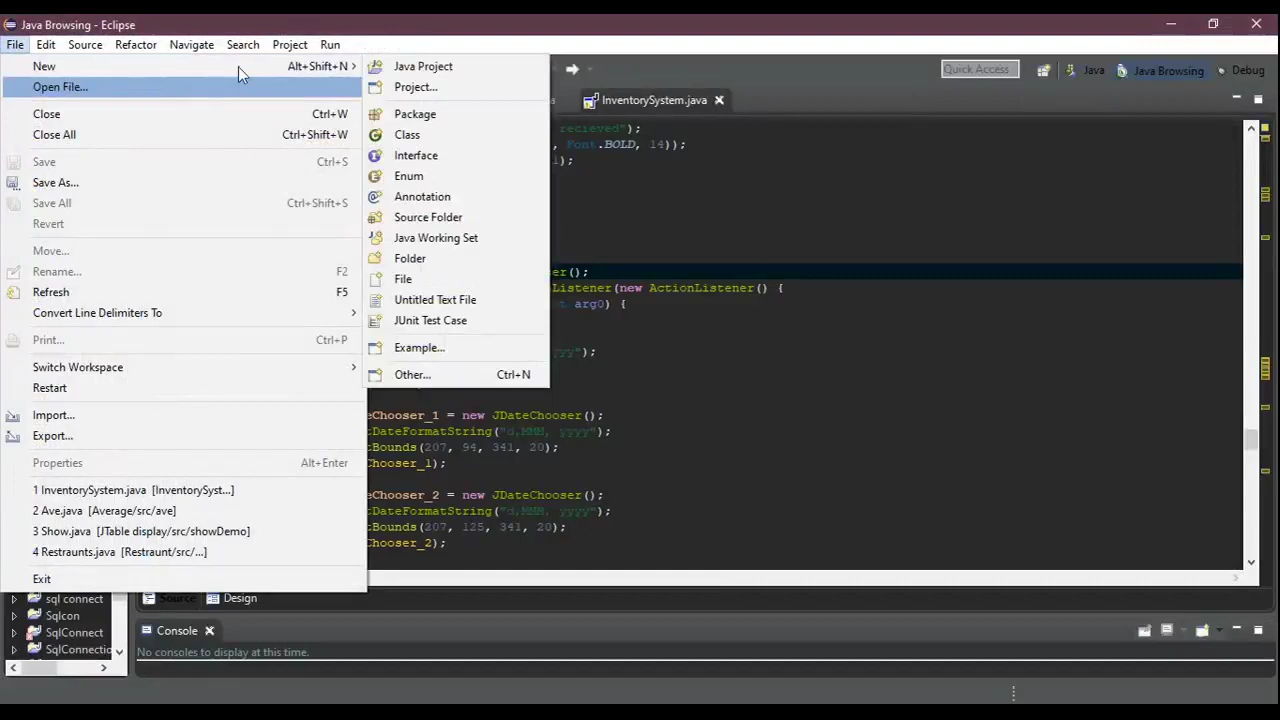 Java Browsing - Eclipse
File Edit Source Refactor Navigate Search Project Run
New Alt+Shift+N
Open File...
Close Ctrl+W
Close All Ctrl+Shift+W
Save Ctrl+S
Save As...
Save All Ctrl+Shift+S
Revert
Move...
Rename... F2
Refresh F5
Convert Line Delimiters To
Print... Ctrl+P
Switch Workspace
Restart
Import...
Export...
Properties Alt+Enter
1 InventorySystem.java [InventorySyst...]
2 Ave.java [Average/src/ave]
3 Show.java [JTable display/src/showDemo]
4 Restraunts.java [Restraunt/src/...]
Exit
Java Project
Project...
Package
Class
Interface
Enum
Annotation
Source Folder
Java Working Set
Folder
File
Untitled Text File
JUnit Test Case
Example...
Other... Ctrl+N
Quick Access Java Java Browsing Debug
InventorySystem.java
recieved");
, Font.BOLD, 14));
);
er();
Listener(new ActionListener() {
t arg0) {
yyy");
eChooser_1 = new JDateChooser();
tDateFormatString("d,MMM, yyyy");
tBounds(207, 94, 341, 20);
Chooser_1);
eChooser_2 = new JDateChooser();
tDateFormatString("d,MMM, yyyy");
tBounds(207, 125, 341, 20);
Chooser_2);
sql connect
Sqlcon
SqlConnect
SqlConnectio
Source Design
Console
No consoles to display at this time.